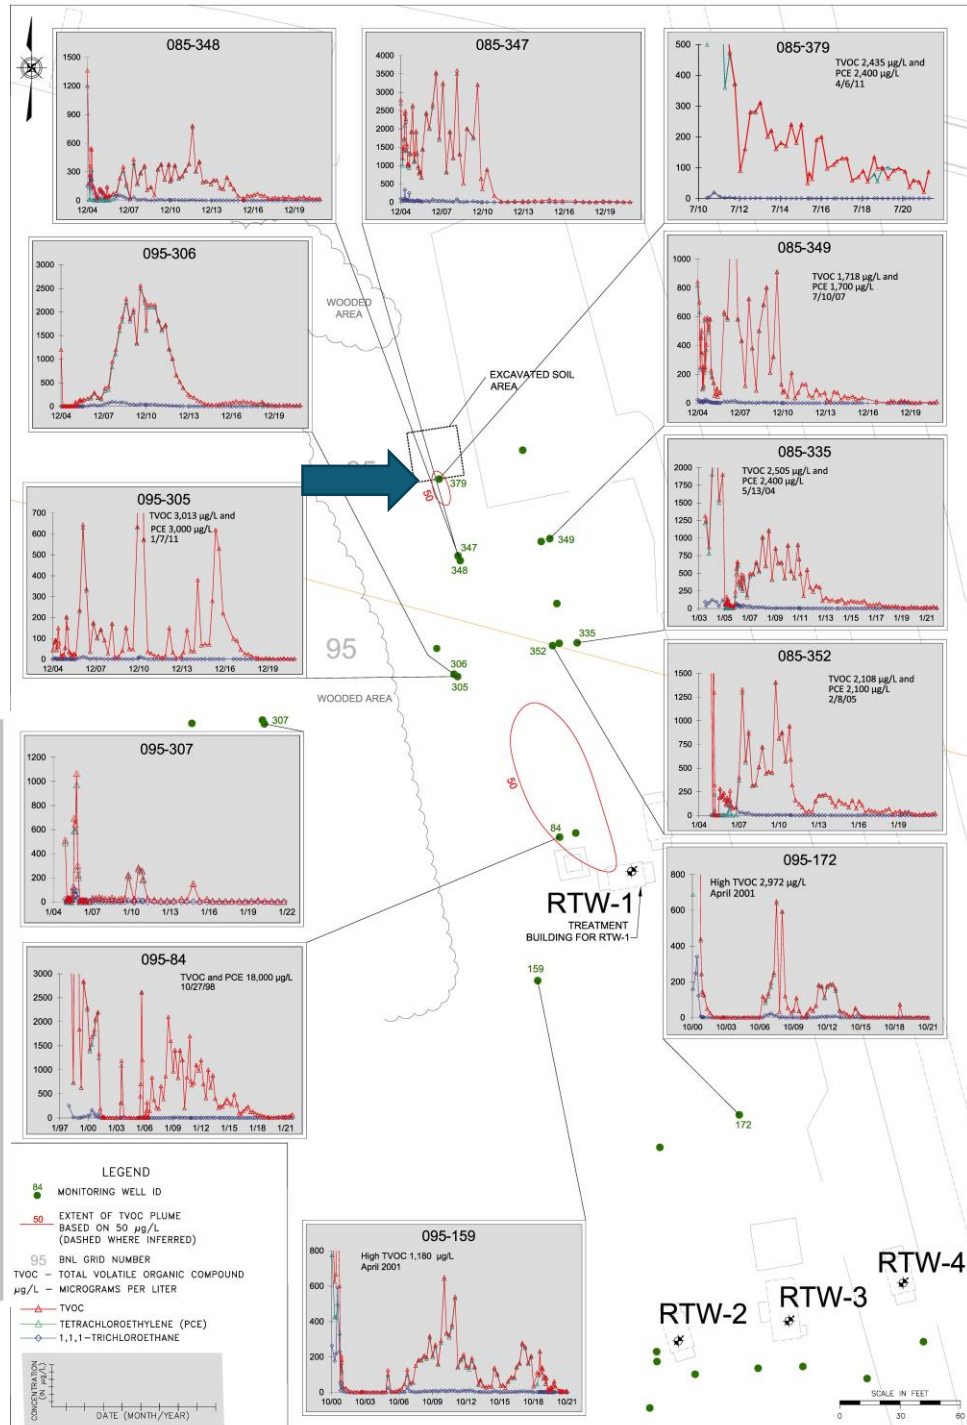 085-348
1500
1200
900
600
300
0
12/04 12/07 12/10 12/13 12/16 12/19
085-347
4000
3500
3000
2500
2000
1500
1000
500
0
12/04 12/07 12/10 12/13 12/16 12/19
085-379
TVOC 2,435 µg/L and
PCE 2,400 µg/L
4/6/11
500
400
300
200
100
0
7/10 7/12 7/14 7/16 7/18 7/20
095-306
3000
2500
2000
1500
1000
500
0
12/04 12/07 12/10 12/13 12/16 12/19
085-349
TVOC 1,718 µg/L and
PCE 1,700 µg/L
7/10/07
1000
800
600
400
200
0
12/04 12/07 12/10 12/13 12/16 12/19
WOODED
AREA
EXCAVATED SOIL
AREA
379
50
347
348
349
335
352
306
305
95
WOODED AREA
307
095-305
TVOC 3,013 µg/L and
PCE 3,000 µg/L
1/7/11
700
600
500
400
300
200
100
0
12/04 12/07 12/10 12/13 12/16 12/19
085-335
TVOC 2,505 µg/L and
PCE 2,400 µg/L
5/13/04
2000
1750
1500
1250
1000
750
500
250
0
1/03 1/05 1/07 1/09 1/11 1/13 1/15 1/17 1/19 1/21
085-352
TVOC 2,108 µg/L and
PCE 2,100 µg/L
2/8/05
1500
1250
1000
750
500
250
0
1/04 1/07 1/10 1/13 1/16 1/19
095-307
1200
1000
800
600
400
200
0
1/04 1/07 1/10 1/13 1/16 1/19 1/22
50
84
RTW-1
TREATMENT
BUILDING FOR RTW-1
095-172
High TVOC 2,972 µg/L
April 2001
800
600
400
200
0
10/00 10/03 10/06 10/09 10/12 10/15 10/18 10/21
095-84
TVOC and PCE 18,000 µg/L
10/27/98
3000
2500
2000
1500
1000
500
0
1/97 1/00 1/03 1/06 1/09 1/12 1/15 1/18 1/21
159
172
LEGEND
84 MONITORING WELL ID
50 EXTENT OF TVOC PLUME
BASED ON 50 µg/L
(DASHED WHERE INFERRED)
95 BNL GRID NUMBER
TVOC - TOTAL VOLATILE ORGANIC COMPOUND
µg/L - MICROGRAMS PER LITER
TVOC
TETRACHLOROETHYLENE (PCE)
1,1,1-TRICHLOROETHANE
CONCENTRATION
(IN µg/L)
DATE (MONTH/YEAR)
095-159
High TVOC 1,180 µg/L
April 2001
800
600
400
200
0
10/00 10/03 10/06 10/09 10/12 10/15 10/18 10/21
RTW-2
RTW-3
RTW-4
SCALE IN FEET
0 30 60